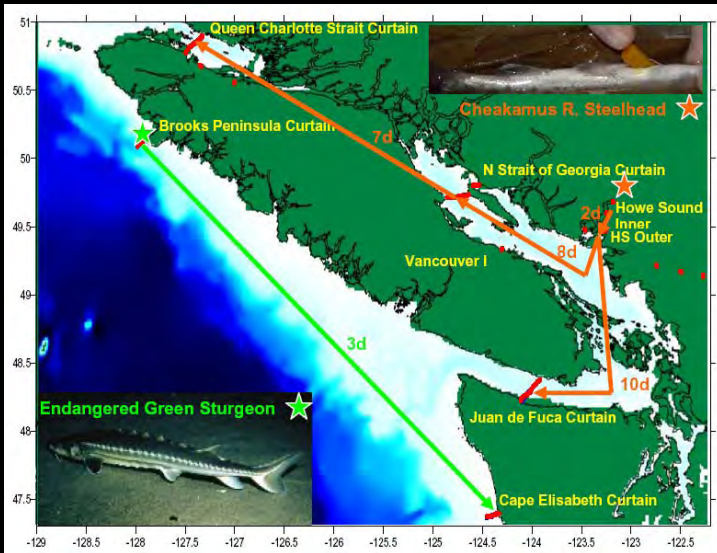 Queen Charlotte Strait Curtain
Cheakamus R. Steelhead
7d
Brooks Peninsula Curtain
N Strait of Georgia Curtain
2d
Howe Sound
Inner
HS Outer
Vancouver I
8d
3d
10d
Endangered Green Sturgeon
Juan de Fuca Curtain
Cape Elisabeth Curtain
51
50.5
50
49.5
49
48.5
48
47.5
-129
-128.5
-128
-127.5
-127
-126.5
-126
-125.5
-125
-124.5
-124
-123.5
-123
-122.5